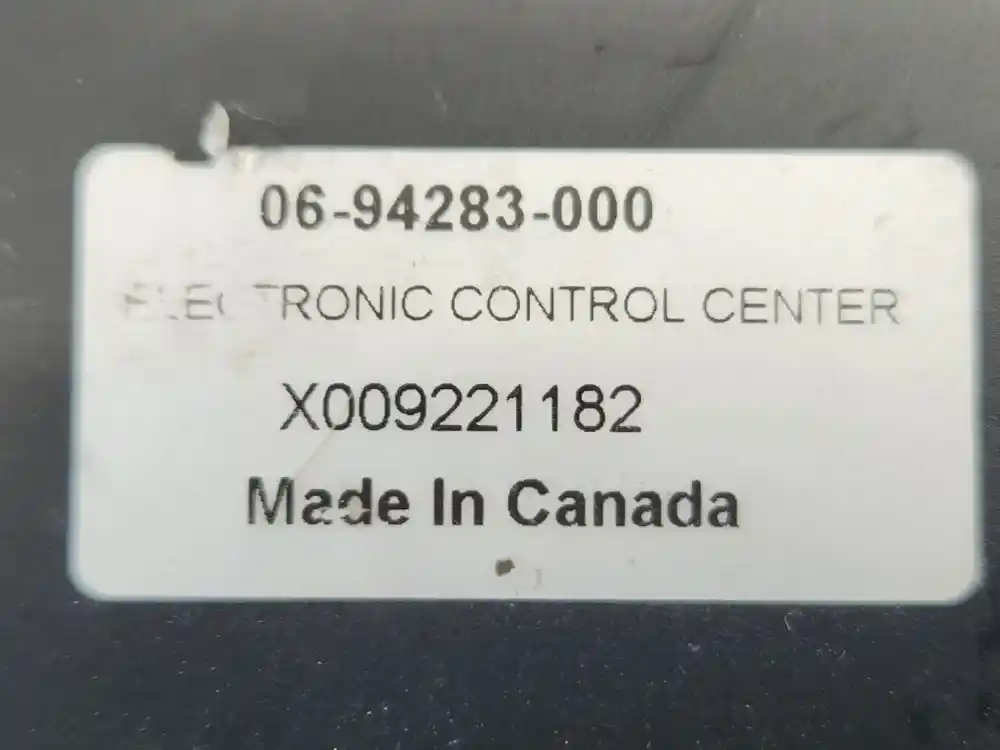 06-94283-000
ELECTRONIC CONTROL CENTER
X009221182
Made In Canada